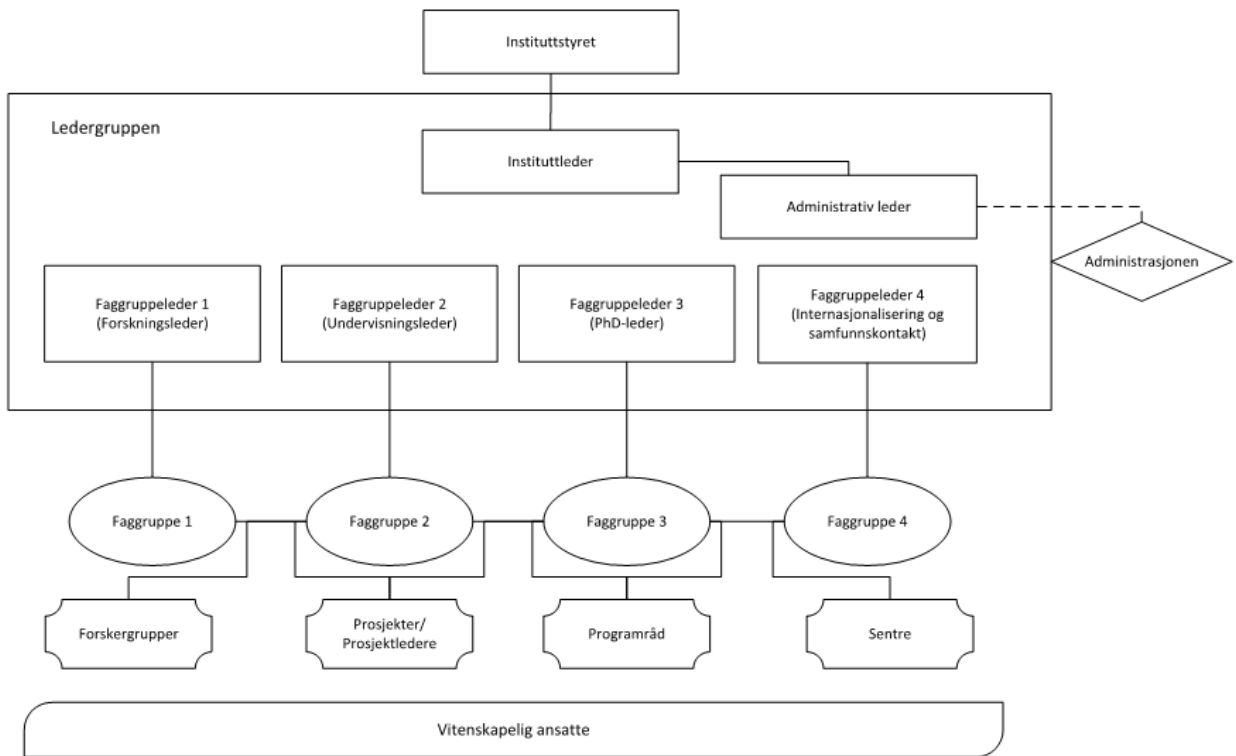 Instituttstyret
Ledergruppen
Instituttleder
Administrativ leder
Administrasjonen
Faggruppeleder 1
(Forskningsleder)
Faggruppeleder 2
(Undervisningsleder)
Faggruppeleder 3
(PhD-leder)
Faggruppeleder 4
(Internasjonalisering og
samfunnskontakt)
Faggruppe 1
Faggruppe 2
Faggruppe 3
Faggruppe 4
Forskergrupper
Prosjekter/
Prosjektledere
Programråd
Sentre
Vitenskapelig ansatte